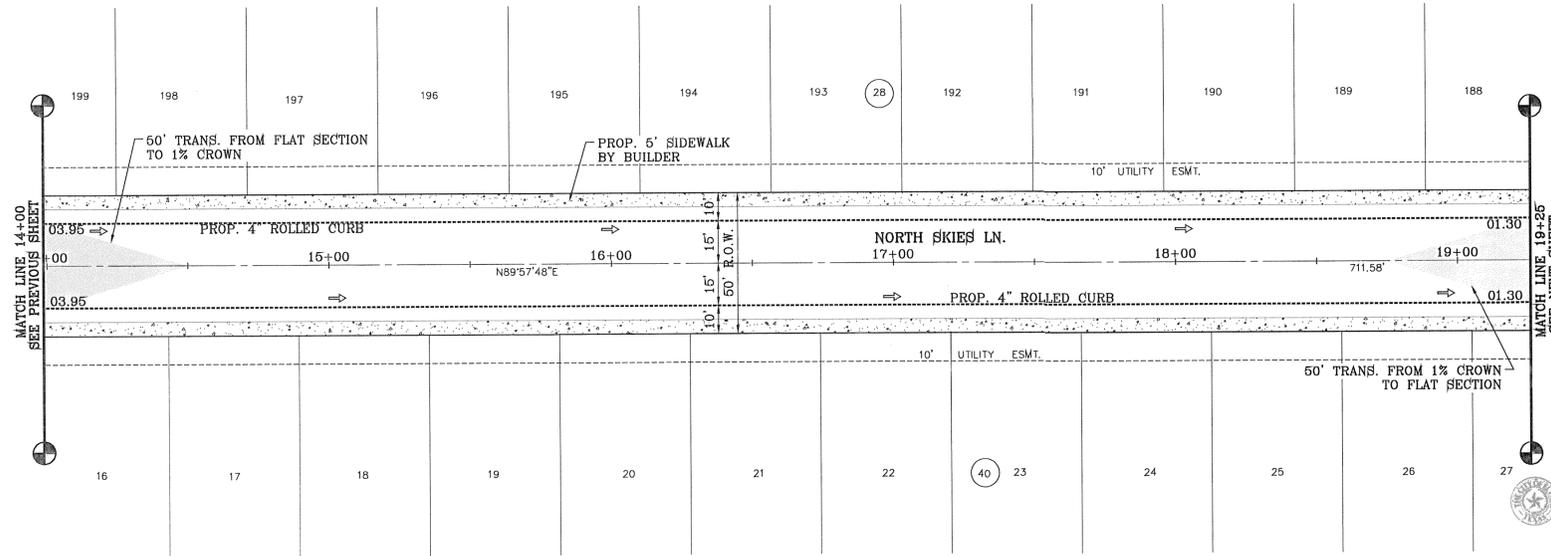 199
198
197
196
195
194
193
28
192
191
190
189
188
50' TRANS. FROM FLAT SECTION
TO 1% CROWN
PROP. 5' SIDEWALK
BY BUILDER
10' UTILITY ESMT.
MATCH LINE 14+00
SEE PREVIOUS SHEET
03.95
PROP. 4" ROLLED CURB
10'
15'
15'
10'
50' R.O.W.
NORTH SKIES LN.
01.30
+00
15+00
16+00
17+00
18+00
19+00
N89°57'48"E
711.58'
03.95
PROP. 4" ROLLED CURB
01.30
MATCH LINE 19+25
10' UTILITY ESMT.
50' TRANS. FROM 1% CROWN
TO FLAT SECTION
16
17
18
19
20
21
22
40
23
24
25
26
27